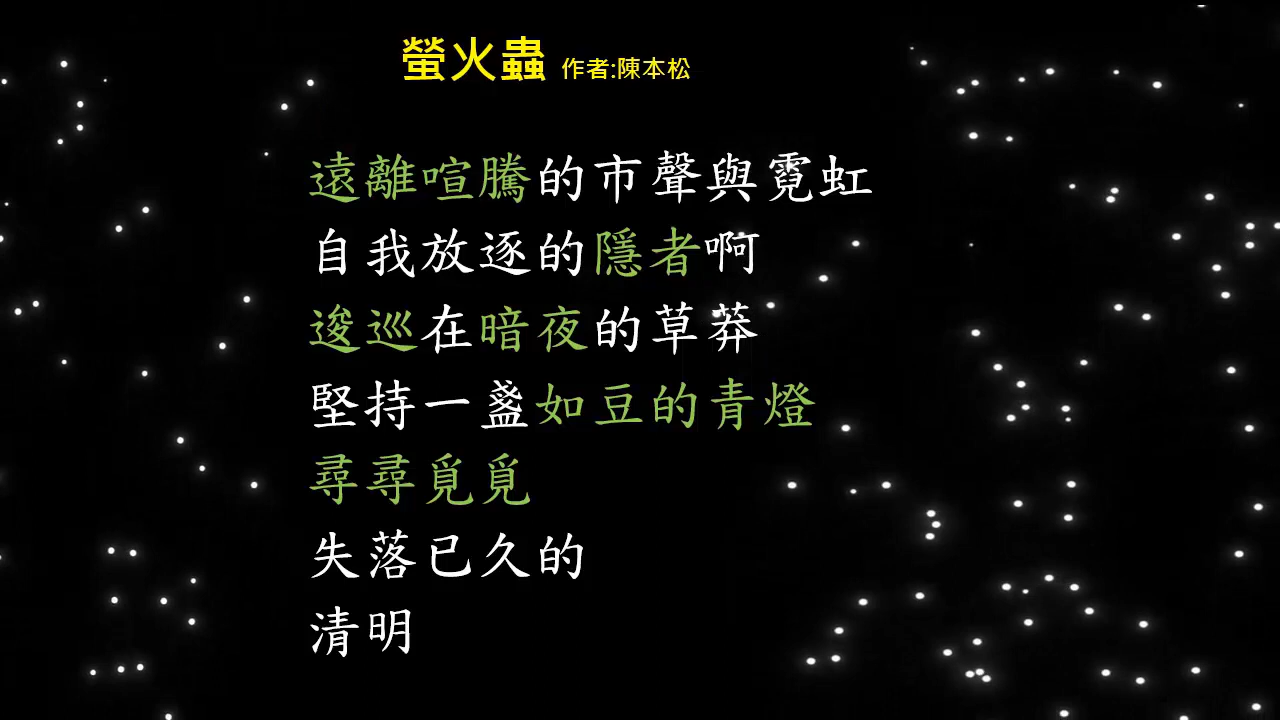 螢火蟲 作者:陳本松
遠離喧騰的市聲與霓虹
自我放逐的隱者啊
逡巡在暗夜的草莽
堅持一盞如豆的青燈
尋尋覓覓
失落已久的
清明